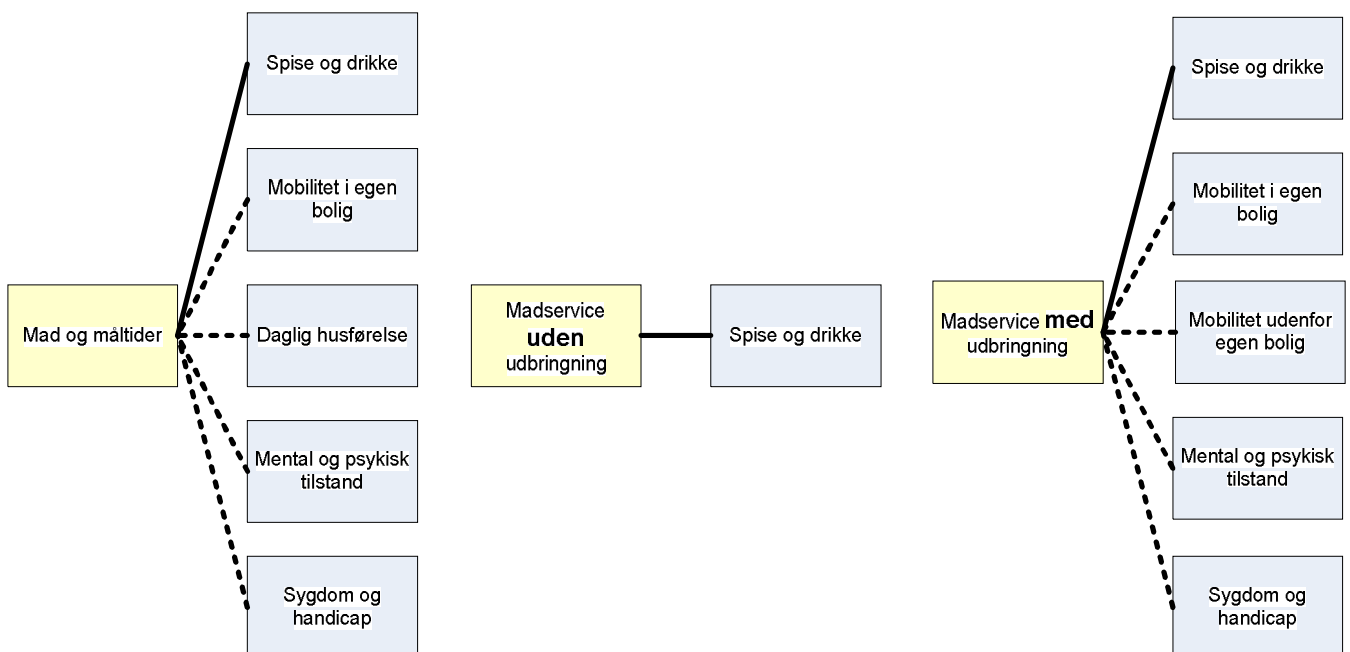 Spise og drikke
Mobilitet i egen
bolig
Mad og måltider
Daglig husførelse
Mental og psykisk
tilstand
Sygdom og
handicap
Madservice
uden
udbringning
Spise og drikke
Spise og drikke
Mobilitet i egen
bolig
Madservice med
udbringning
Mobilitet udenfor
egen bolig
Mental og psykisk
tilstand
Sygdom og
handicap